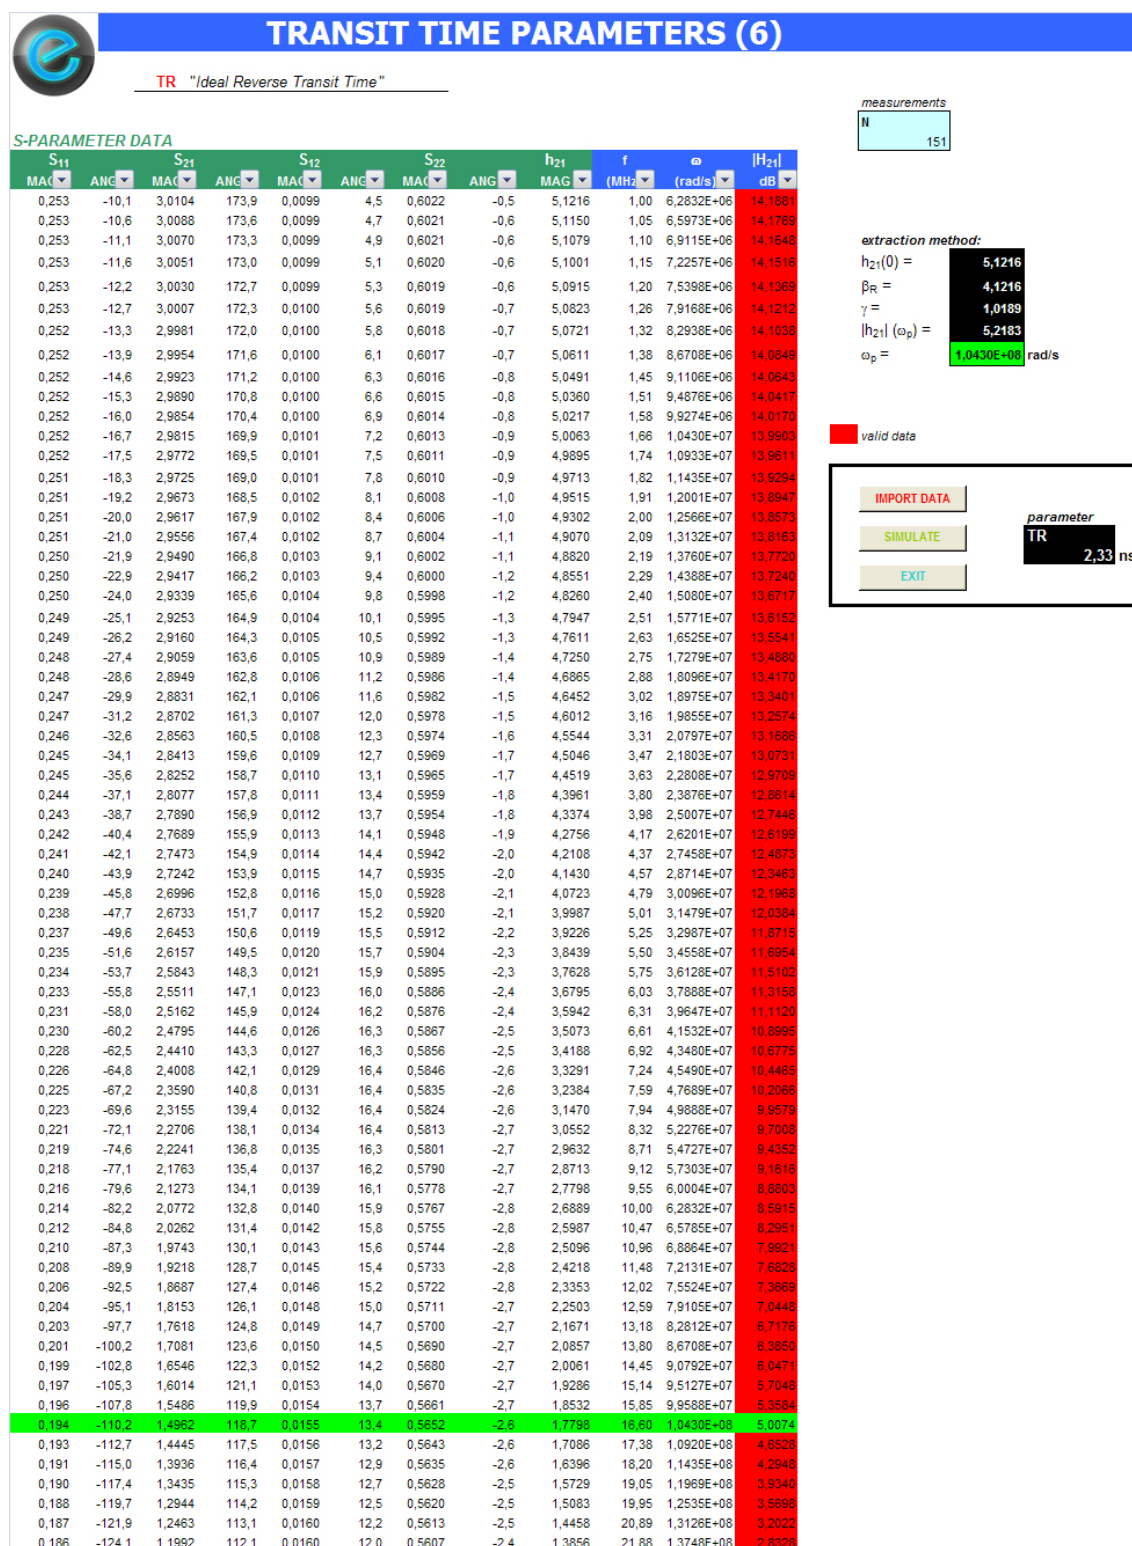 TRANSIT TIME PARAMETERS (6)
TR "Ideal Reverse Transit Time"
measurements
N
151
S-PARAMETER DATA
S11 S21 S12 S22 h21 f ω |H21|
MAG ANG MAG ANG MAG ANG MAG ANG MAG (MHz) (rad/s) dB
0,253 -10,1 3,0104 173,9 0,0099 4,5 0,6022 -0,5 5,1216 1,00 6,2832E+06 14,1881
0,253 -10,6 3,0088 173,6 0,0099 4,7 0,6021 -0,6 5,1150 1,05 6,5973E+06 14,1769
0,253 -11,1 3,0070 173,3 0,0099 4,9 0,6021 -0,6 5,1079 1,10 6,9115E+06 14,1648
0,253 -11,6 3,0051 173,0 0,0099 5,1 0,6020 -0,6 5,1001 1,15 7,2257E+06 14,1516
0,253 -12,2 3,0030 172,7 0,0099 5,3 0,6019 -0,6 5,0915 1,20 7,5398E+06 14,1369
0,253 -12,7 3,0007 172,3 0,0100 5,6 0,6019 -0,7 5,0823 1,26 7,9168E+06 14,1212
0,252 -13,3 2,9981 172,0 0,0100 5,8 0,6018 -0,7 5,0721 1,32 8,2938E+06 14,1038
0,252 -13,9 2,9954 171,6 0,0100 6,1 0,6017 -0,7 5,0611 1,38 8,6708E+06 14,0849
0,252 -14,6 2,9923 171,2 0,0100 6,3 0,6016 -0,8 5,0491 1,45 9,1106E+06 14,0643
0,252 -15,3 2,9890 170,8 0,0100 6,6 0,6015 -0,8 5,0360 1,51 9,4876E+06 14,0417
0,252 -16,0 2,9854 170,4 0,0100 6,9 0,6014 -0,8 5,0217 1,58 9,9274E+06 14,0170
0,252 -16,7 2,9815 169,9 0,0101 7,2 0,6013 -0,9 5,0063 1,66 1,0430E+07 13,9903
0,252 -17,5 2,9772 169,5 0,0101 7,5 0,6011 -0,9 4,9895 1,74 1,0933E+07 13,9611
0,251 -18,3 2,9725 169,0 0,0101 7,8 0,6010 -0,9 4,9713 1,82 1,1435E+07 13,9294
0,251 -19,2 2,9673 168,5 0,0102 8,1 0,6008 -1,0 4,9515 1,91 1,2001E+07 13,8947
0,251 -20,0 2,9617 167,9 0,0102 8,4 0,6006 -1,0 4,9302 2,00 1,2566E+07 13,8573
0,251 -21,0 2,9556 167,4 0,0102 8,7 0,6004 -1,1 4,9070 2,09 1,3132E+07 13,8163
0,250 -21,9 2,9490 166,8 0,0103 9,1 0,6002 -1,1 4,8820 2,19 1,3760E+07 13,7720
0,250 -22,9 2,9417 166,2 0,0103 9,4 0,6000 -1,2 4,8551 2,29 1,4388E+07 13,7240
0,250 -24,0 2,9339 165,6 0,0104 9,8 0,5998 -1,2 4,8260 2,40 1,5080E+07 13,6717
0,249 -25,1 2,9253 164,9 0,0104 10,1 0,5995 -1,3 4,7947 2,51 1,5771E+07 13,6152
0,249 -26,2 2,9160 164,3 0,0105 10,5 0,5992 -1,3 4,7611 2,63 1,6525E+07 13,5541
0,248 -27,4 2,9059 163,6 0,0105 10,9 0,5989 -1,4 4,7250 2,75 1,7279E+07 13,4880
0,248 -28,6 2,8949 162,8 0,0106 11,2 0,5986 -1,4 4,6865 2,88 1,8096E+07 13,4170
0,247 -29,9 2,8831 162,1 0,0106 11,6 0,5982 -1,5 4,6452 3,02 1,8975E+07 13,3401
0,247 -31,2 2,8702 161,3 0,0107 12,0 0,5978 -1,5 4,6012 3,16 1,9855E+07 13,2574
0,246 -32,6 2,8563 160,5 0,0108 12,3 0,5974 -1,6 4,5544 3,31 2,0797E+07 13,1686
0,245 -34,1 2,8413 159,6 0,0109 12,7 0,5969 -1,7 4,5046 3,47 2,1803E+07 13,0731
0,245 -35,6 2,8252 158,7 0,0110 13,1 0,5965 -1,7 4,4519 3,63 2,2808E+07 12,9709
0,244 -37,1 2,8077 157,8 0,0111 13,4 0,5959 -1,8 4,3961 3,80 2,3876E+07 12,8614
0,243 -38,7 2,7890 156,9 0,0112 13,7 0,5954 -1,8 4,3374 3,98 2,5007E+07 12,7446
0,242 -40,4 2,7689 155,9 0,0113 14,1 0,5948 -1,9 4,2756 4,17 2,6201E+07 12,6199
0,241 -42,1 2,7473 154,9 0,0114 14,4 0,5942 -2,0 4,2108 4,37 2,7458E+07 12,4873
0,240 -43,9 2,7242 153,9 0,0115 14,7 0,5935 -2,0 4,1430 4,57 2,8714E+07 12,3463
0,239 -45,8 2,6996 152,8 0,0116 15,0 0,5928 -2,1 4,0723 4,79 3,0096E+07 12,1968
0,238 -47,7 2,6733 151,7 0,0117 15,2 0,5920 -2,1 3,9987 5,01 3,1479E+07 12,0384
0,237 -49,6 2,6453 150,6 0,0119 15,5 0,5912 -2,2 3,9226 5,25 3,2987E+07 11,8715
0,235 -51,6 2,6157 149,5 0,0120 15,7 0,5904 -2,3 3,8439 5,50 3,4558E+07 11,6954
0,234 -53,7 2,5843 148,3 0,0121 15,9 0,5895 -2,3 3,7628 5,75 3,6128E+07 11,5102
0,233 -55,8 2,5511 147,1 0,0123 16,0 0,5886 -2,4 3,6795 6,03 3,7888E+07 11,3158
0,231 -58,0 2,5162 145,9 0,0124 16,2 0,5876 -2,4 3,5942 6,31 3,9647E+07 11,1120
0,230 -60,2 2,4795 144,6 0,0126 16,3 0,5867 -2,5 3,5073 6,61 4,1532E+07 10,8995
0,228 -62,5 2,4410 143,3 0,0127 16,3 0,5856 -2,5 3,4188 6,92 4,3480E+07 10,6775
0,226 -64,8 2,4008 142,1 0,0129 16,4 0,5846 -2,6 3,3291 7,24 4,5490E+07 10,4465
0,225 -67,2 2,3590 140,8 0,0131 16,4 0,5835 -2,6 3,2384 7,59 4,7689E+07 10,2066
0,223 -69,6 2,3155 139,4 0,0132 16,4 0,5824 -2,6 3,1470 7,94 4,9888E+07 9,9579
0,221 -72,1 2,2706 138,1 0,0134 16,4 0,5813 -2,7 3,0552 8,32 5,2276E+07 9,7008
0,219 -74,6 2,2241 136,8 0,0135 16,3 0,5801 -2,7 2,9632 8,71 5,4727E+07 9,4352
0,218 -77,1 2,1763 135,4 0,0137 16,2 0,5790 -2,7 2,8713 9,12 5,7303E+07 9,1616
0,216 -79,6 2,1273 134,1 0,0139 16,1 0,5778 -2,7 2,7798 9,55 6,0004E+07 8,8803
0,214 -82,2 2,0772 132,8 0,0140 15,9 0,5767 -2,8 2,6889 10,00 6,2832E+07 8,5915
0,212 -84,8 2,0262 131,4 0,0142 15,8 0,5755 -2,8 2,5987 10,47 6,5785E+07 8,2951
0,210 -87,3 1,9743 130,1 0,0143 15,6 0,5744 -2,8 2,5096 10,96 6,8864E+07 7,9921
0,208 -89,9 1,9218 128,7 0,0145 15,4 0,5733 -2,8 2,4218 11,48 7,2131E+07 7,6828
0,206 -92,5 1,8687 127,4 0,0146 15,2 0,5722 -2,8 2,3353 12,02 7,5524E+07 7,3669
0,204 -95,1 1,8153 126,1 0,0148 15,0 0,5711 -2,7 2,2503 12,59 7,9105E+07 7,0448
0,203 -97,7 1,7618 124,8 0,0149 14,7 0,5700 -2,7 2,1671 13,18 8,2812E+07 6,7176
0,201 -100,2 1,7081 123,6 0,0150 14,5 0,5690 -2,7 2,0857 13,80 8,6708E+07 6,3850
0,199 -102,8 1,6546 122,3 0,0152 14,2 0,5680 -2,7 2,0061 14,45 9,0792E+07 6,0471
0,197 -105,3 1,6014 121,1 0,0153 14,0 0,5670 -2,7 1,9286 15,14 9,5127E+07 5,7048
0,196 -107,8 1,5486 119,9 0,0154 13,7 0,5661 -2,7 1,8532 15,85 9,9588E+07 5,3584
0,194 -110,2 1,4962 118,7 0,0155 13,4 0,5652 -2,6 1,7798 16,60 1,0430E+08 5,0074
0,193 -112,7 1,4445 117,5 0,0156 13,2 0,5643 -2,6 1,7086 17,38 1,0920E+08 4,6528
0,191 -115,0 1,3936 116,4 0,0157 12,9 0,5635 -2,6 1,6396 18,20 1,1435E+08 4,2948
0,190 -117,4 1,3435 115,3 0,0158 12,7 0,5628 -2,5 1,5729 19,05 1,1969E+08 3,9340
0,188 -119,7 1,2944 114,2 0,0159 12,5 0,5620 -2,5 1,5083 19,95 1,2535E+08 3,5698
0,187 -121,9 1,2463 113,1 0,0160 12,2 0,5613 -2,5 1,4458 20,89 1,3126E+08 3,2022
0,186 -124,1 1,1992 112,1 0,0160 12,0 0,5607 -2,4 1,3856 21,88 1,3748E+08 2,8328
extraction method:
h21(0) = 5,1216
βR = 4,1216
γ = 1,0189
|h21| (ωp) = 5,2183
ωp = 1,0430E+08 rad/s
valid data
IMPORT DATA
SIMULATE
EXIT
parameter
TR
2,33 ns